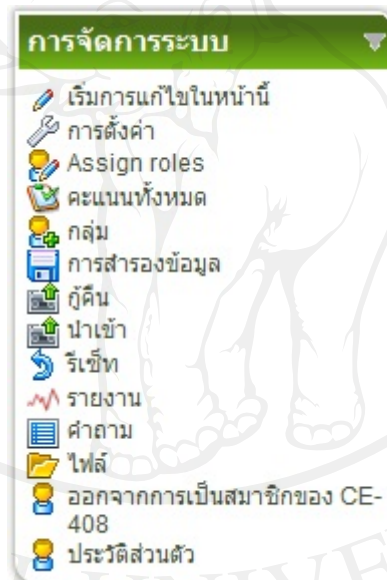 การจัดการระบบ
เริ่มการแก้ไขในหน้านี้
การตั้งค่า
Assign roles
คะแนนทั้งหมด
กลุ่ม
การสำรองข้อมูล
กู้คืน
นำเข้า
รีเซ็ท
รายงาน
คำถาม
ไฟล์
ออกจากการเป็นสมาชิกของ CE-
408
ประวัติส่วนตัว